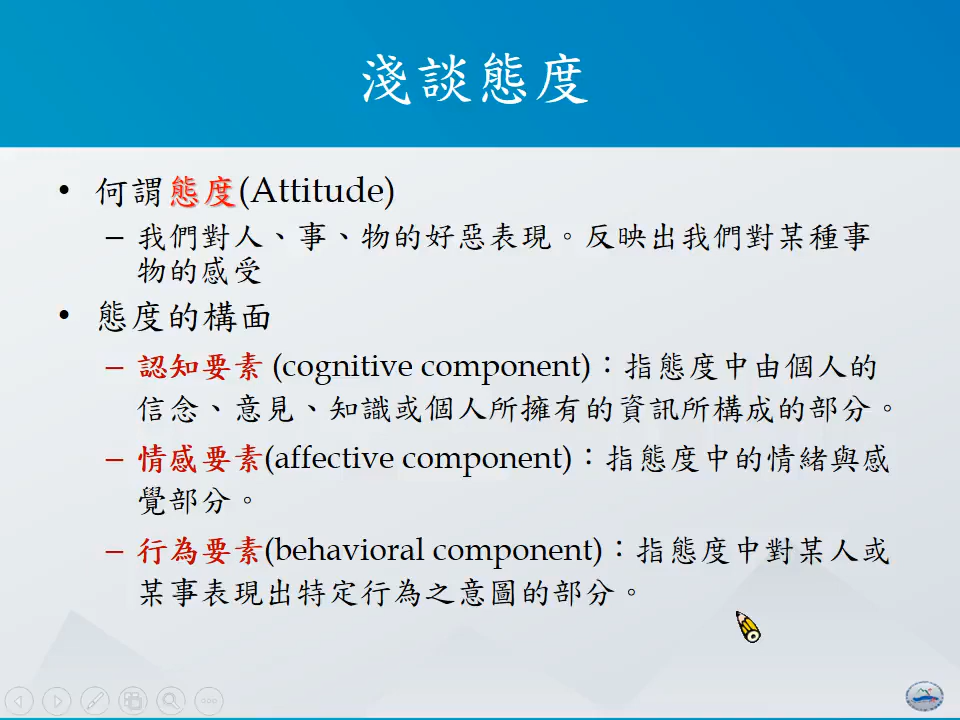 淺談態度
• 何謂態度(Attitude)
– 我們對人、事、物的好惡表現。反映出我們對某種事
物的感受
• 態度的構面
– 認知要素 (cognitive component)：指態度中由個人的
信念、意見、知識或個人所擁有的資訊所構成的部分。
– 情感要素(affective component)：指態度中的情緒與感
覺部分。
– 行為要素(behavioral component)：指態度中對某人或
某事表現出特定行為之意圖的部分。